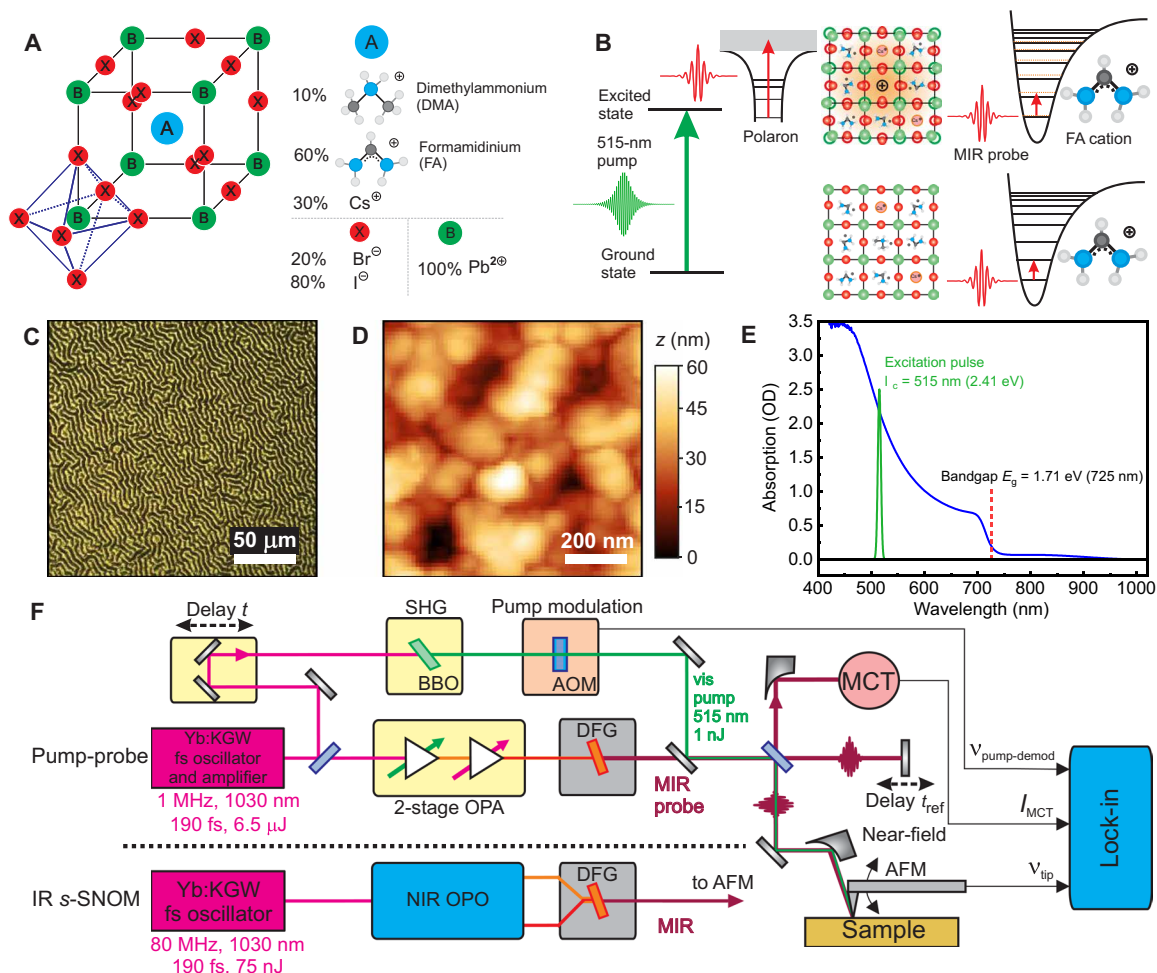 A
B
X
B
X
X
X
B
X
X
B
X
A
X
B
X
X
B
X
X
X
B
X
X
B
X
X
A
10%
Dimethylammonium
(DMA)
60%
Formamidinium
(FA)
30% Cs⊕
X
20% Br⊖
80% I⊖
B
100% Pb2⊕
B
Excited
state
515-nm
pump
Ground
state
Polaron
MIR probe
FA cation
C
50 μm
D
200 nm
z (nm)
60
45
30
15
0
E
Absorption (OD)
3.5
3.0
2.5
2.0
1.5
1.0
0.5
0.0
Excitation pulse
I c = 515 nm (2.41 eV)
Bandgap Eg = 1.71 eV (725 nm)
400 500 600 700 800 900 1000
Wavelength (nm)
F
Delay t
SHG
BBO
Pump modulation
AOM
vis
pump
515 nm
1 nJ
MCT
Pump-probe
Yb:KGW
fs oscillator
and amplifier
1 MHz, 1030 nm
190 fs, 6.5 μJ
2-stage OPA
DFG
MIR
probe
Delay tref
νpump-demod
IMCT
νtip
Lock-in
Near-field
AFM
Sample
IR s-SNOM
Yb:KGW
fs oscillator
80 MHz, 1030 nm
190 fs, 75 nJ
NIR OPO
DFG
MIR
to AFM